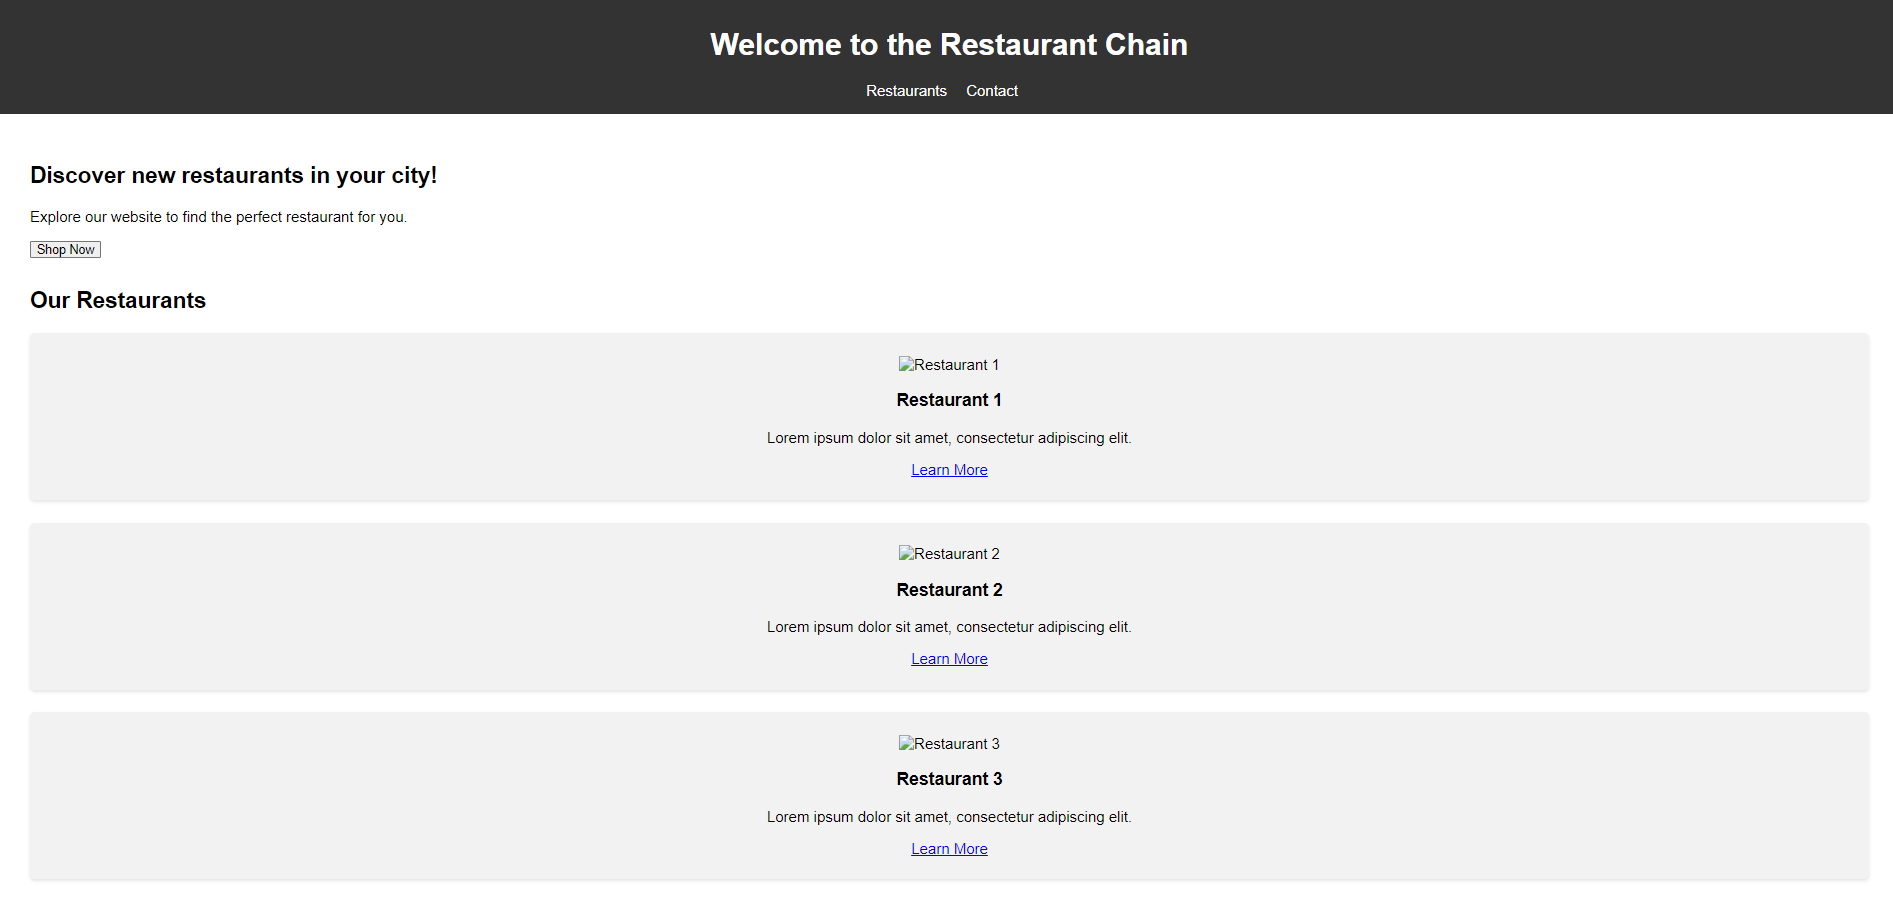 Welcome to the Restaurant Chain
Restaurants Contact
Discover new restaurants in your city!
Explore our website to find the perfect restaurant for you.
Shop Now
Our Restaurants
Restaurant 1
Restaurant 1
Lorem ipsum dolor sit amet, consectetur adipiscing elit.
Learn More
Restaurant 2
Restaurant 2
Lorem ipsum dolor sit amet, consectetur adipiscing elit.
Learn More
Restaurant 3
Restaurant 3
Lorem ipsum dolor sit amet, consectetur adipiscing elit.
Learn More